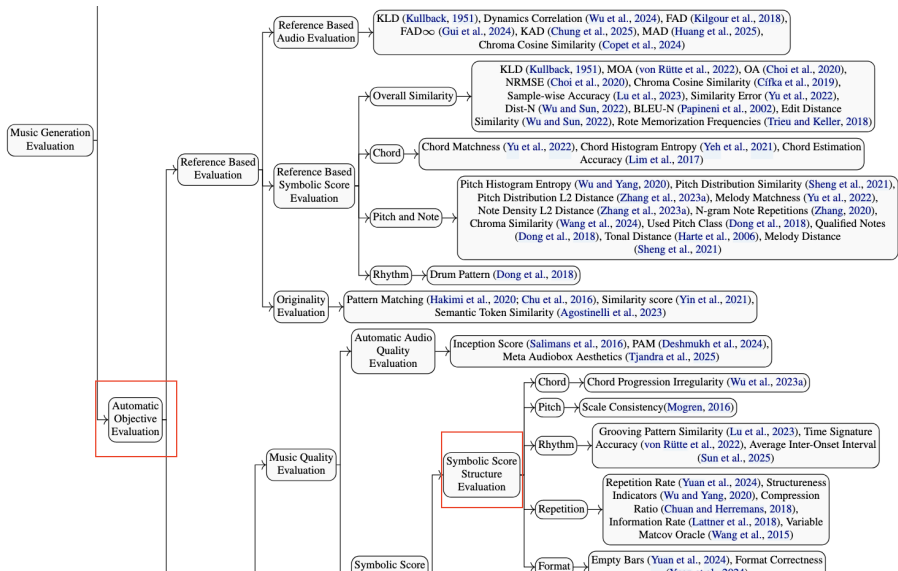 Reference Based
Audio Evaluation
KLD (Kullback, 1951), Dynamics Correlation (Wu et al., 2024), FAD (Kilgour et al., 2018),
FAD∞ (Gui et al., 2024), KAD (Chung et al., 2025), MAD (Huang et al., 2025),
Chroma Cosine Similarity (Copet et al., 2024)
Music Generation
Evaluation
Reference Based
Evaluation
Reference Based
Symbolic Score
Evaluation
Overall Similarity
KLD (Kullback, 1951), MOA (von Rütte et al., 2022), OA (Choi et al., 2020),
NRMSE (Choi et al., 2020), Chroma Cosine Similarity (Cífka et al., 2019),
Sample-wise Accuracy (Lu et al., 2023), Similarity Error (Yu et al., 2022),
Dist-N (Wu and Sun, 2022), BLEU-N (Papineni et al., 2002), Edit Distance
Similarity (Wu and Sun, 2022), Rote Memorization Frequencies (Trieu and Keller, 2018)
Chord
Chord Matchness (Yu et al., 2022), Chord Histogram Entropy (Yeh et al., 2021), Chord Estimation
Accuracy (Lim et al., 2017)
Pitch and Note
Pitch Histogram Entropy (Wu and Yang, 2020), Pitch Distribution Similarity (Sheng et al., 2021),
Pitch Distribution L2 Distance (Zhang et al., 2023a), Melody Matchness (Yu et al., 2022),
Note Density L2 Distance (Zhang et al., 2023a), N-gram Note Repetitions (Zhang, 2020),
Chroma Similarity (Wang et al., 2024), Used Pitch Class (Dong et al., 2018), Qualified Notes
(Dong et al., 2018), Tonal Distance (Harte et al., 2006), Melody Distance
(Sheng et al., 2021)
Rhythm
Drum Pattern (Dong et al., 2018)
Originality
Evaluation
Pattern Matching (Hakimi et al., 2020; Chu et al., 2016), Similarity score (Yin et al., 2021),
Semantic Token Similarity (Agostinelli et al., 2023)
Automatic
Objective
Evaluation
Music Quality
Evaluation
Automatic Audio
Quality
Evaluation
Inception Score (Salimans et al., 2016), PAM (Deshmukh et al., 2024),
Meta Audiobox Aesthetics (Tjandra et al., 2025)
Symbolic Score
Structure
Evaluation
Chord
Chord Progression Irregularity (Wu et al., 2023a)
Pitch
Scale Consistency(Mogren, 2016)
Rhythm
Grooving Pattern Similarity (Lu et al., 2023), Time Signature
Accuracy (von Rütte et al., 2022), Average Inter-Onset Interval
(Sun et al., 2025)
Repetition
Repetition Rate (Yuan et al., 2024), Structureness
Indicators (Wu and Yang, 2020), Compression
Ratio (Chuan and Herremans, 2018),
Information Rate (Lattner et al., 2018), Variable
Matcov Oracle (Wang et al., 2015)
Format
Empty Bars (Yuan et al., 2024), Format Correctness
Symbolic Score